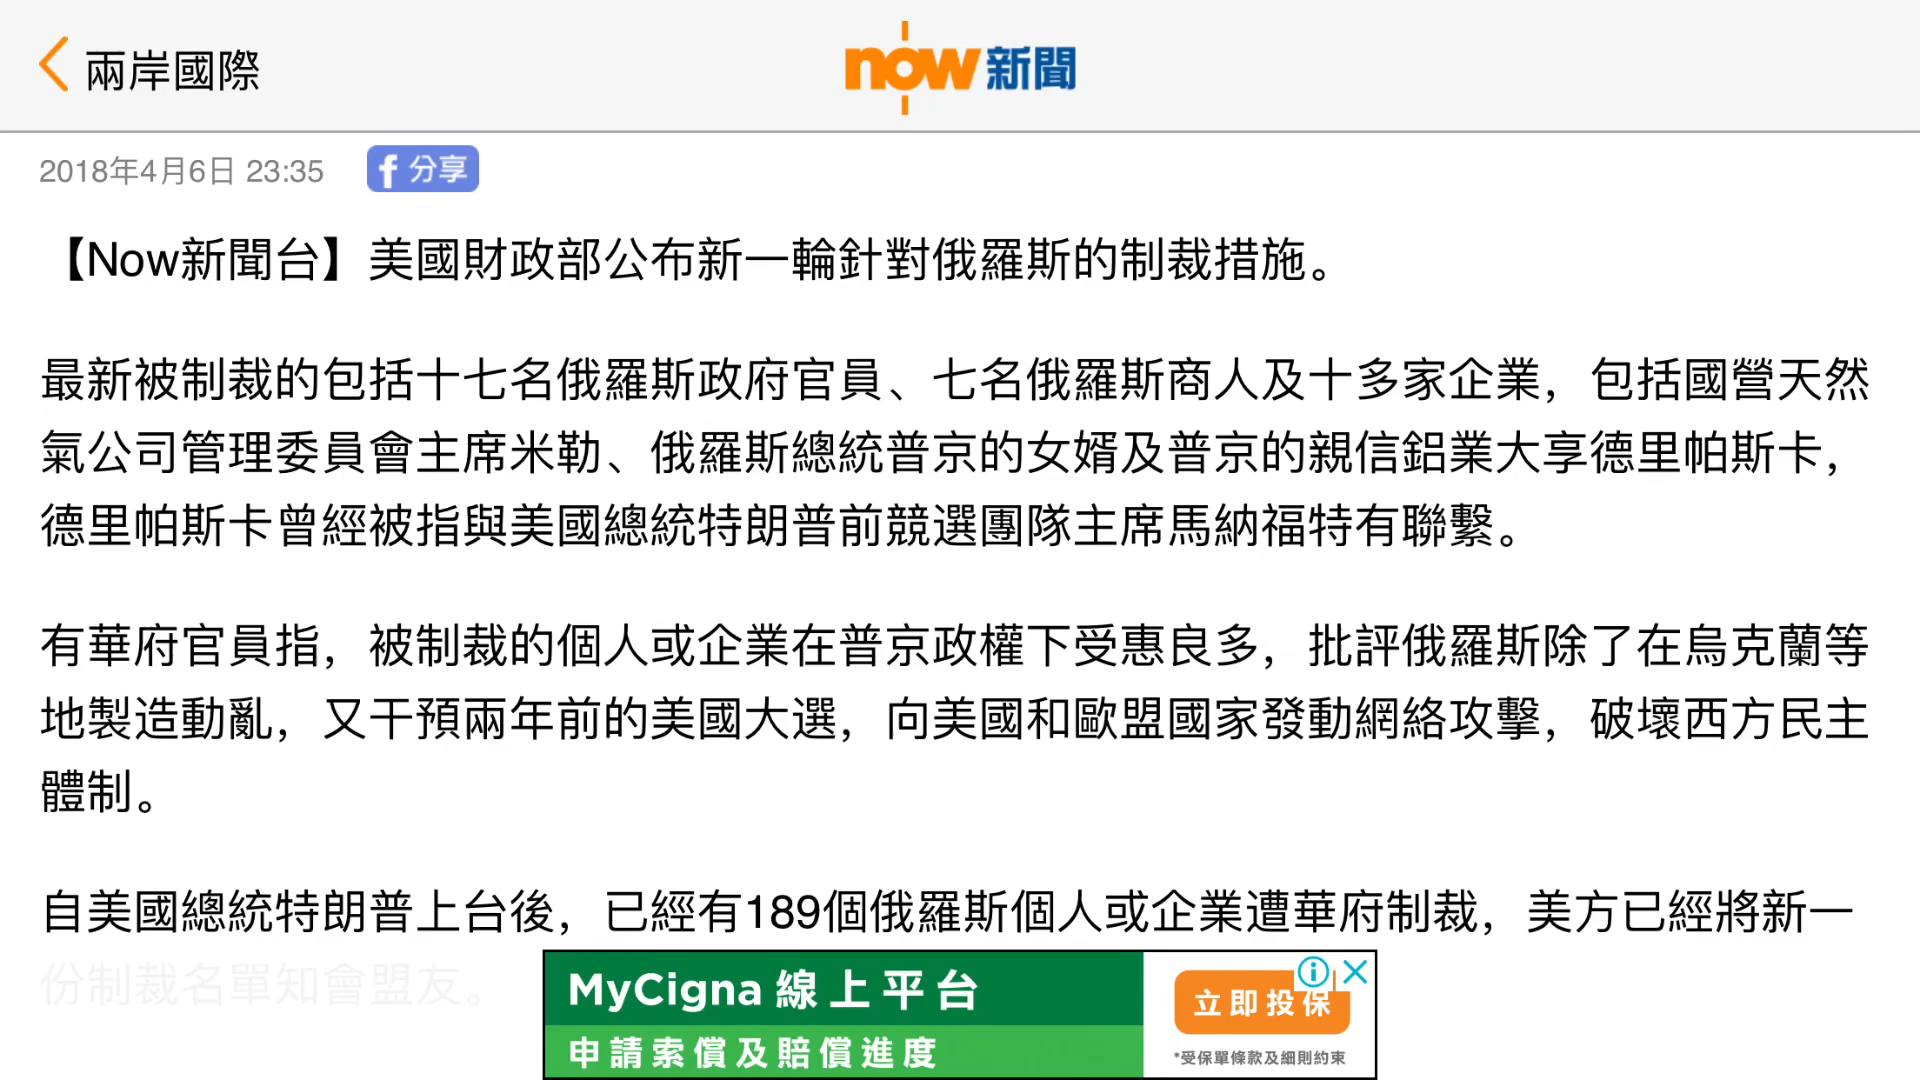 兩岸國際
now新聞
2018年4月6日 23:35
f 分享
【Now新聞台】美國財政部公布新一輪針對俄羅斯的制裁措施。
最新被制裁的包括十七名俄羅斯政府官員、七名俄羅斯商人及十多家企業，包括國營天然
氣公司管理委員會主席米勒、俄羅斯總統普京的女婿及普京的親信鋁業大享德里帕斯卡，
德里帕斯卡曾經被指與美國總統特朗普前競選團隊主席馬納福特有聯繫。
有華府官員指，被制裁的個人或企業在普京政權下受惠良多，批評俄羅斯除了在烏克蘭等
地製造動亂，又干預兩年前的美國大選，向美國和歐盟國家發動網絡攻擊，破壞西方民主
體制。
自美國總統特朗普上台後，已經有189個俄羅斯個人或企業遭華府制裁，美方已經將新一
份制裁名單知會盟友。
MyCigna 線上平台
申請索償及賠償進度
立即投保
*受保單條款及細則約束